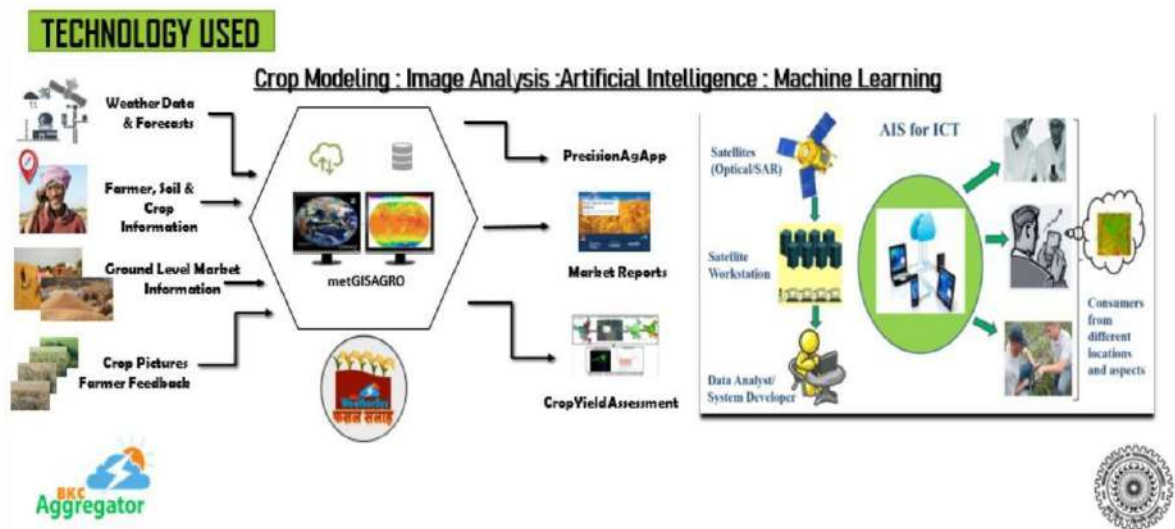 TECHNOLOGY USED
Crop Modeling : Image Analysis :Artificial Intelligence : Machine Learning
Weather Data
& Forecasts
Farmer, Soil &
Crop
Information
Ground Level Market
Information
Crop Pictures
Farmer Feedback
metGISAGRO
फसल सलाह
PrecisionAgApp
Market Reports
CropYieldAssessment
AIS for ICT
Satellites
(Optical/SAR)
Satellite
Workstation
Data Analyst/
System Developer
Consumers
from
different
locations
and aspects
BKC
Aggregator